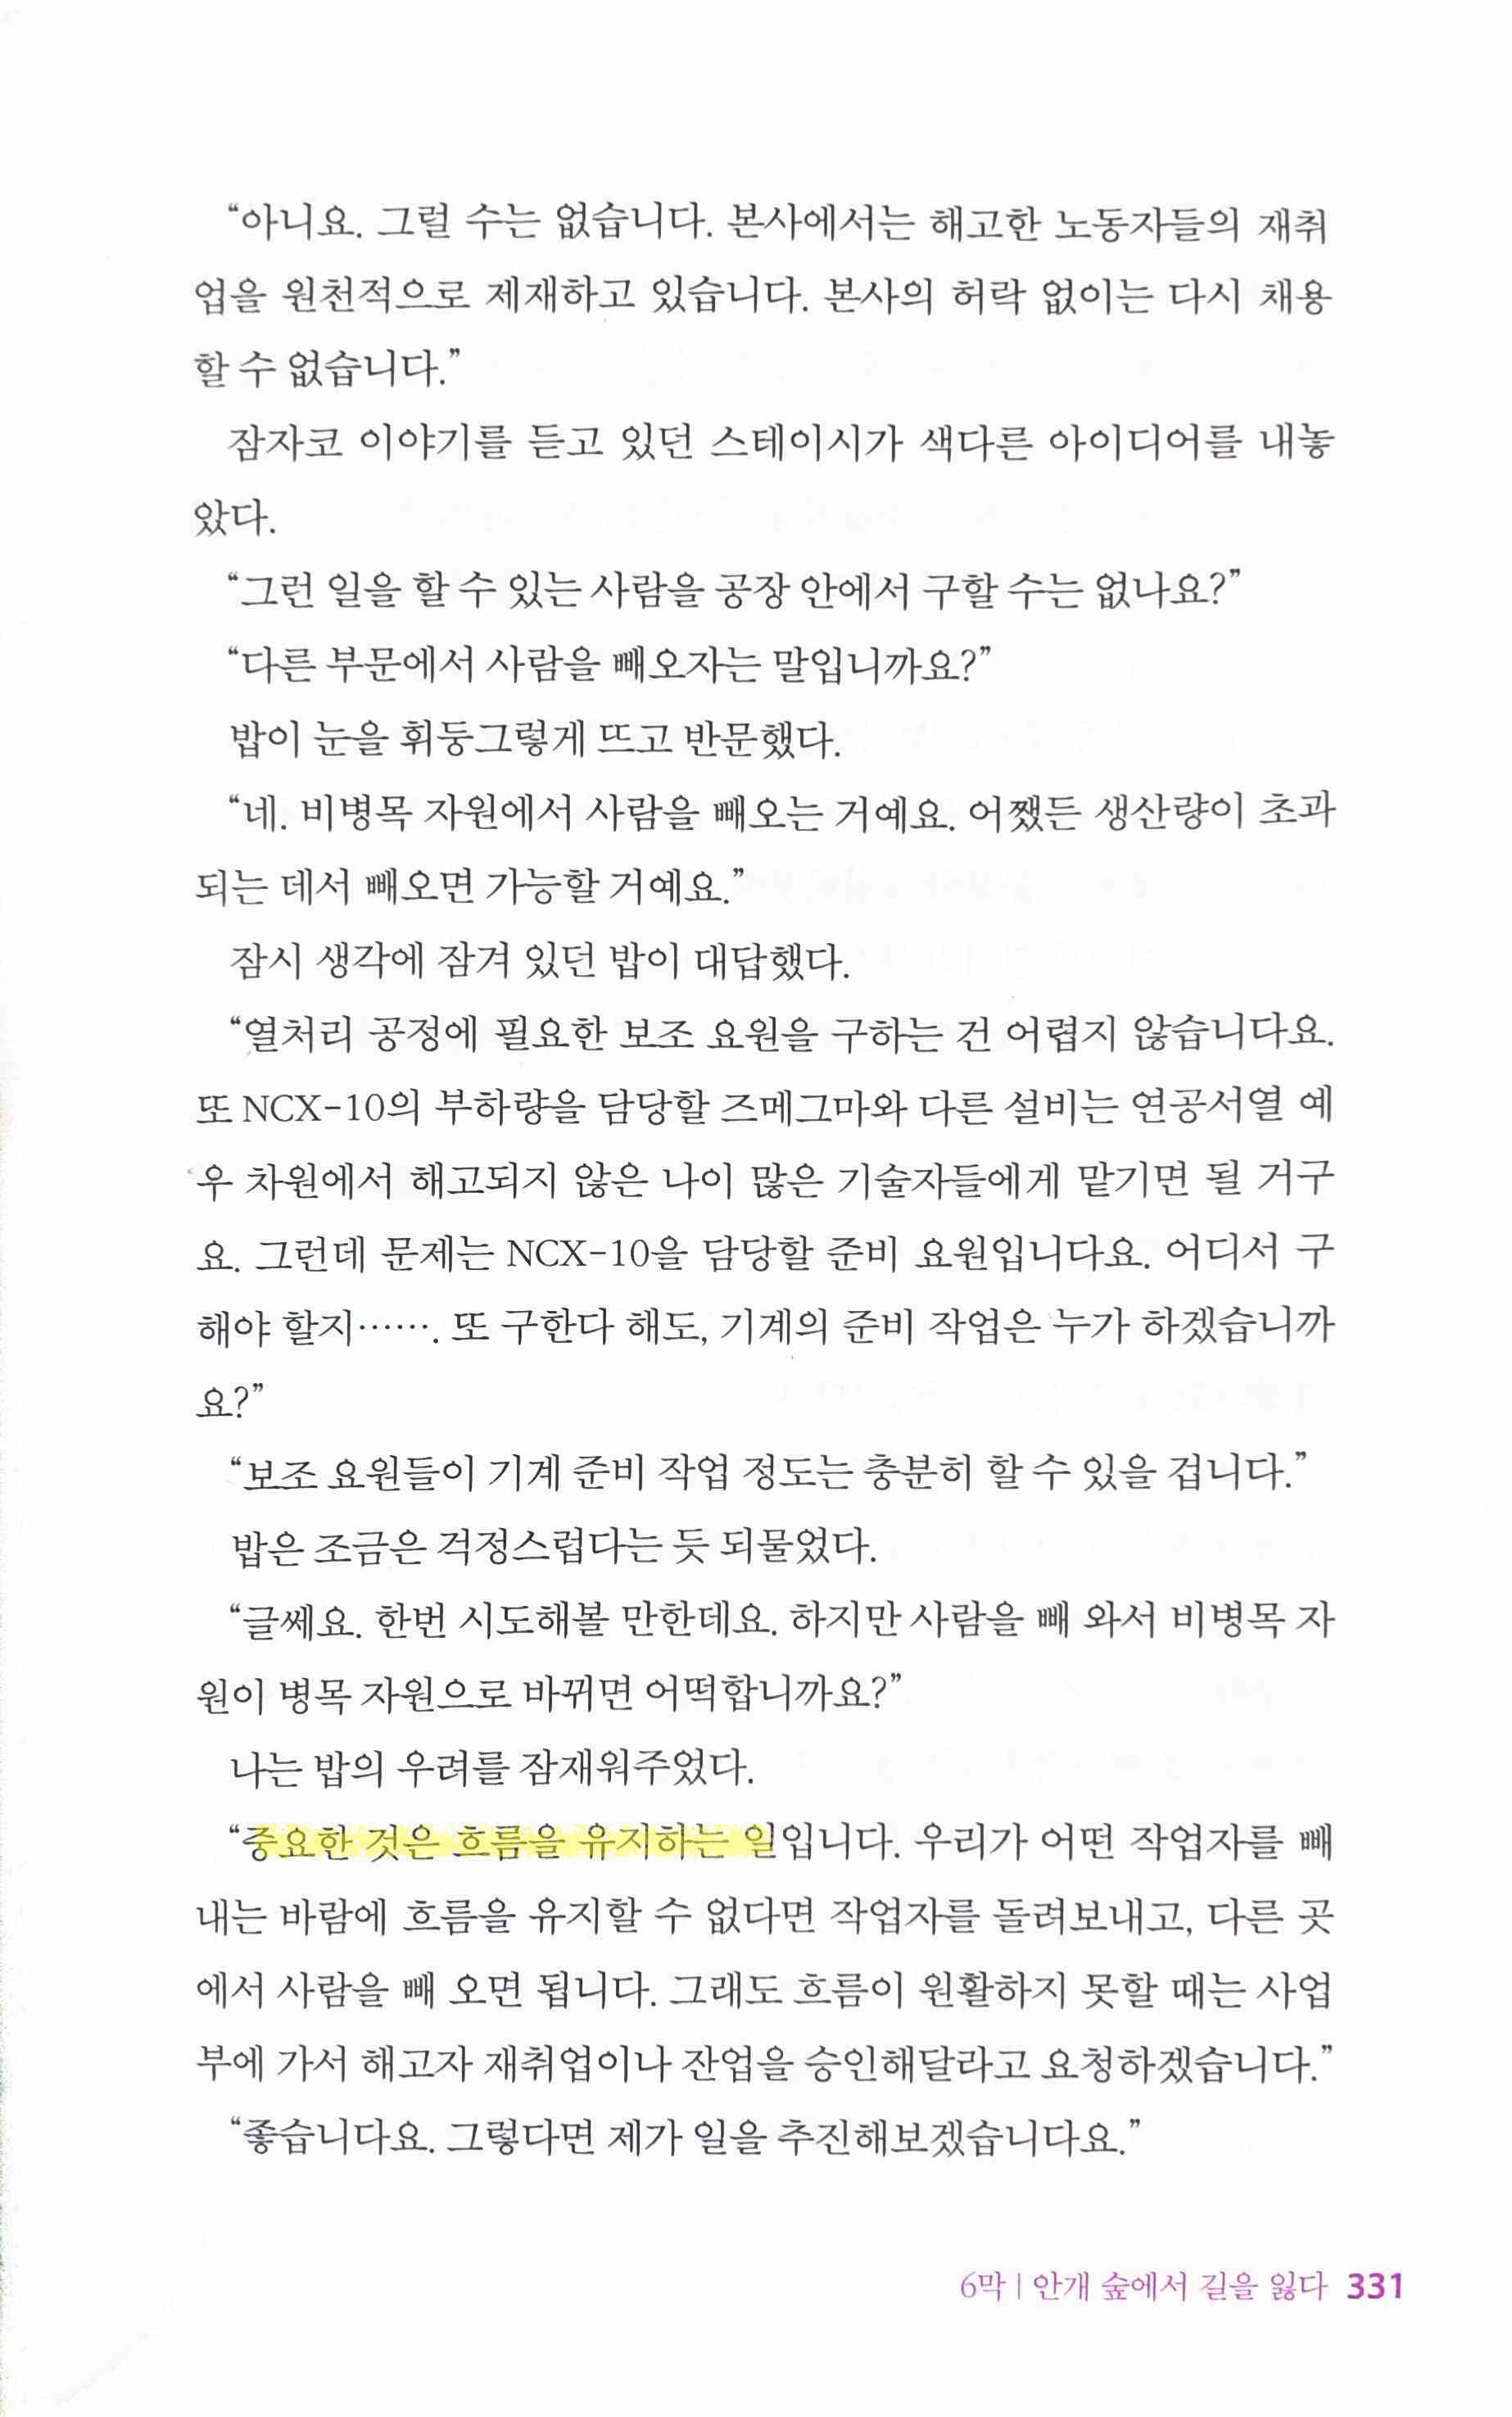 “아니요. 그럴 수는 없습니다. 본사에서는 해고한 노동자들의 재취
업을 원천적으로 제재하고 있습니다. 본사의 허락 없이는 다시 채용
할 수 없습니다.”
잠자코 이야기를 듣고 있던 스테이시가 색다른 아이디어를 내놓
았다.
“그런 일을 할 수 있는 사람을 공장 안에서 구할 수는 없나요?”
“다른 부문에서 사람을 빼오자는 말입니까요?”
밥이 눈을 휘둥그렇게 뜨고 반문했다.
“네. 비병목 자원에서 사람을 빼오는 거예요. 어쨌든 생산량이 초과
되는 데서 빼오면 가능할 거예요.”
잠시 생각에 잠겨 있던 밥이 대답했다.
“열처리 공정에 필요한 보조 요원을 구하는 건 어렵지 않습니다요.
또 NCX-10의 부하량을 담당할 즈메그마와 다른 설비는 연공서열 예
우 차원에서 해고되지 않은 나이 많은 기술자들에게 맡기면 될 거구
요. 그런데 문제는 NCX-10을 담당할 준비 요원입니다요. 어디서 구
해야 할지……. 또 구한다 해도, 기계의 준비 작업은 누가 하겠습니까
요?”
“보조 요원들이 기계 준비 작업 정도는 충분히 할 수 있을 겁니다.”
밥은 조금은 걱정스럽다는 듯 되물었다.
“글쎄요. 한번 시도해볼 만한데요. 하지만 사람을 빼 와서 비병목 자
원이 병목 자원으로 바뀌면 어떡합니까요?”
나는 밥의 우려를 잠재워주었다.
“중요한 것은 흐름을 유지하는 일입니다. 우리가 어떤 작업자를 빼
내는 바람에 흐름을 유지할 수 없다면 작업자를 돌려보내고, 다른 곳
에서 사람을 빼 오면 됩니다. 그래도 흐름이 원활하지 못할 때는 사업
부에 가서 해고자 재취업이나 잔업을 승인해달라고 요청하겠습니다.”
“좋습니다요. 그렇다면 제가 일을 추진해보겠습니다요.”
6막 | 안개 숲에서 길을 잃다 331